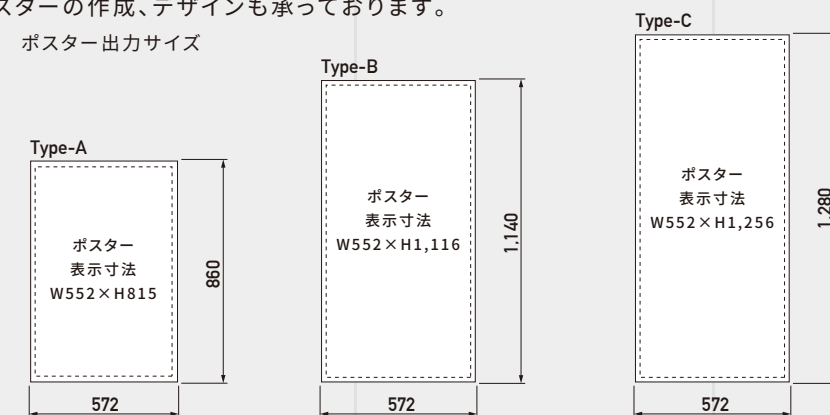 スターの作成、デザインも承っております。
ポスター出力サイズ
Type-A
ポスター
表示寸法
W552×H815
860
572
Type-B
ポスター
表示寸法
W552×H1,116
1,140
572
Type-C
ポスター
表示寸法
W552×H1,256
1,280
572